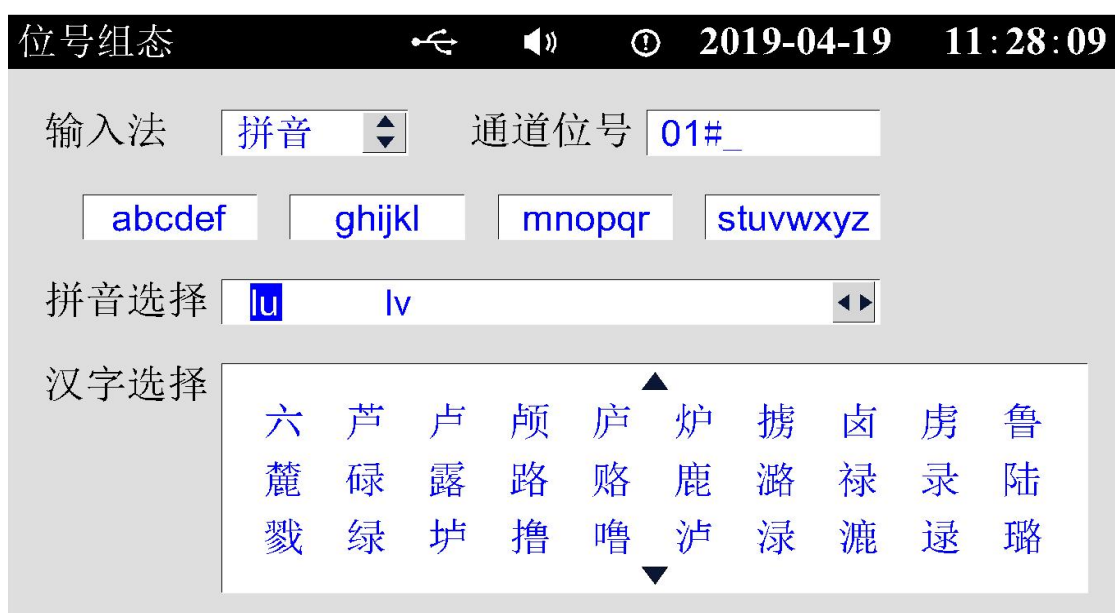 位号组态 2019-04-19 11:28:09
输入法 拼音 通道位号 01#_
abcdef ghijkl mnopqr stuvwxyz
拼音选择 lu lv
汉字选择
六 芦 卢 颅 庐 炉 掳 卤 虏 鲁
麓 碌 露 路 赂 鹿 潞 禄 录 陆
戮 绿 垆 撸 噜 泸 渌 漉 逯 璐